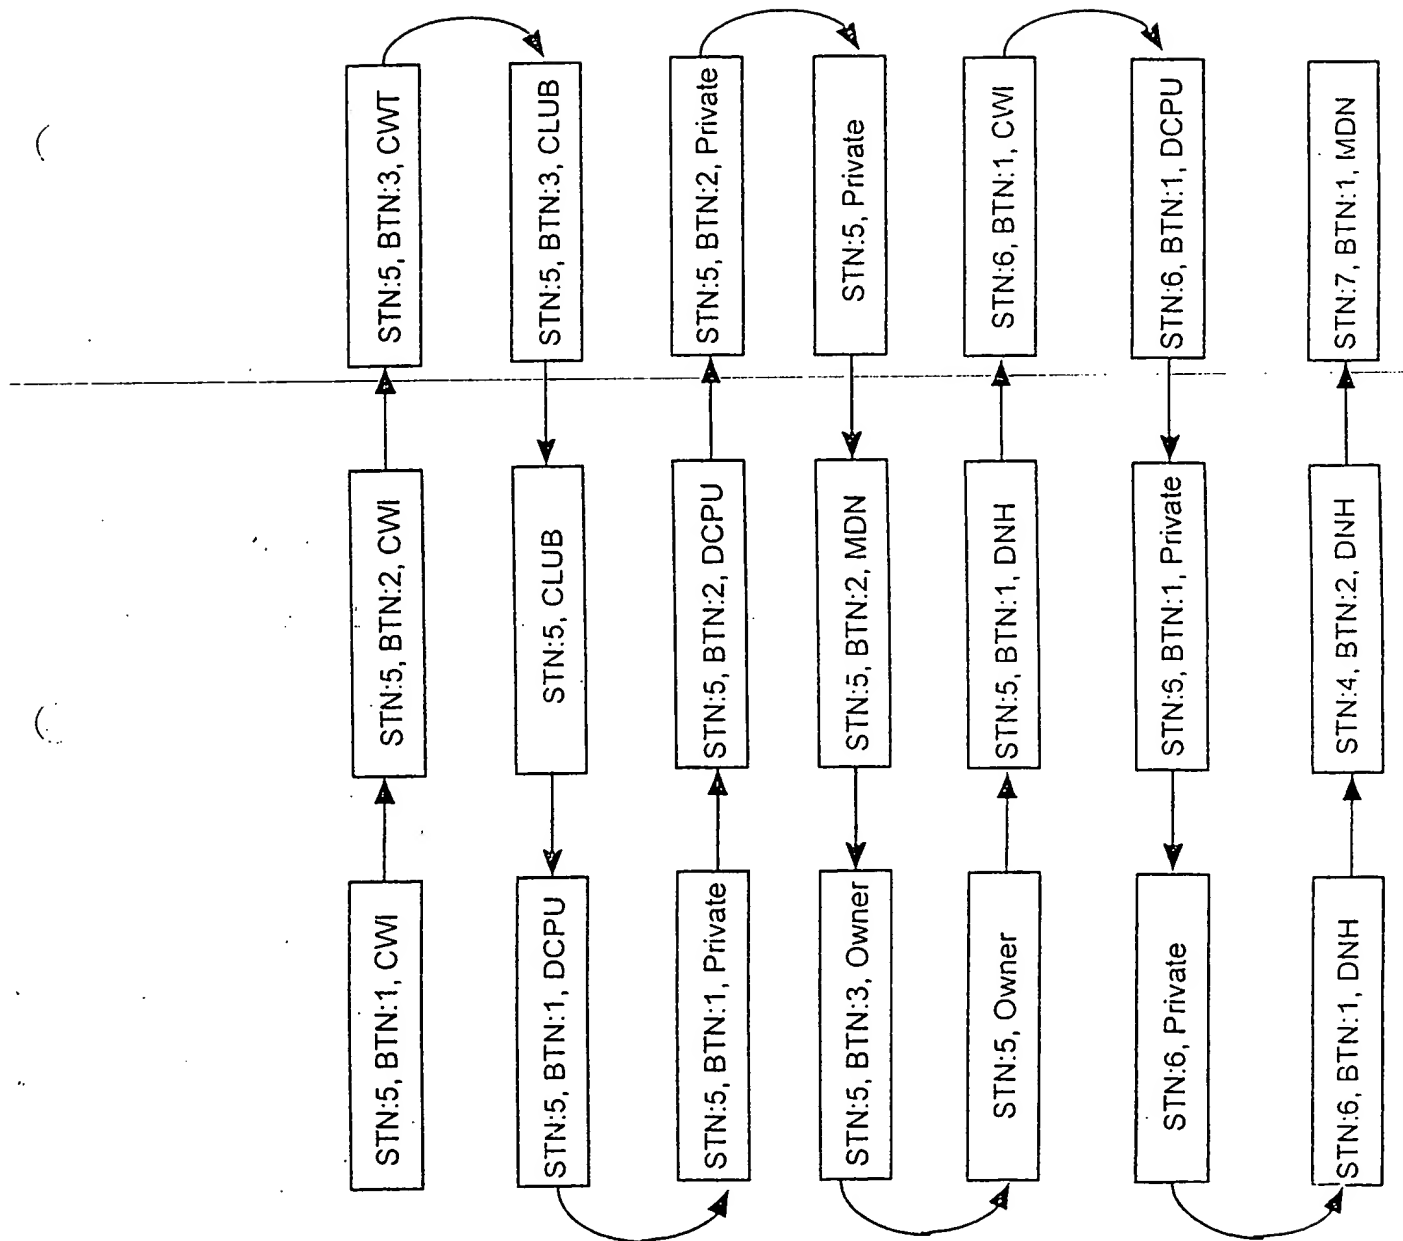 STN:5, BTN:1, CWI
STN:5, BTN:2, CWI
STN:5, BTN:3, CWT
STN:5, BTN:3, CLUB
STN:5, CLUB
STN:5, BTN:1, DCPU
STN:5, BTN:1, Private
STN:5, BTN:2, DCPU
STN:5, BTN:2, Private
STN:5, Private
STN:5, BTN:2, MDN
STN:5, BTN:3, Owner
STN:5, Owner
STN:5, BTN:1, DNH
STN:6, BTN:1, CWI
STN:6, BTN:1, DCPU
STN:6, BTN:1, Private
STN:6, Private
STN:6, BTN:1, DNH
STN:4, BTN:2, DNH
STN:7, BTN:1, MDN